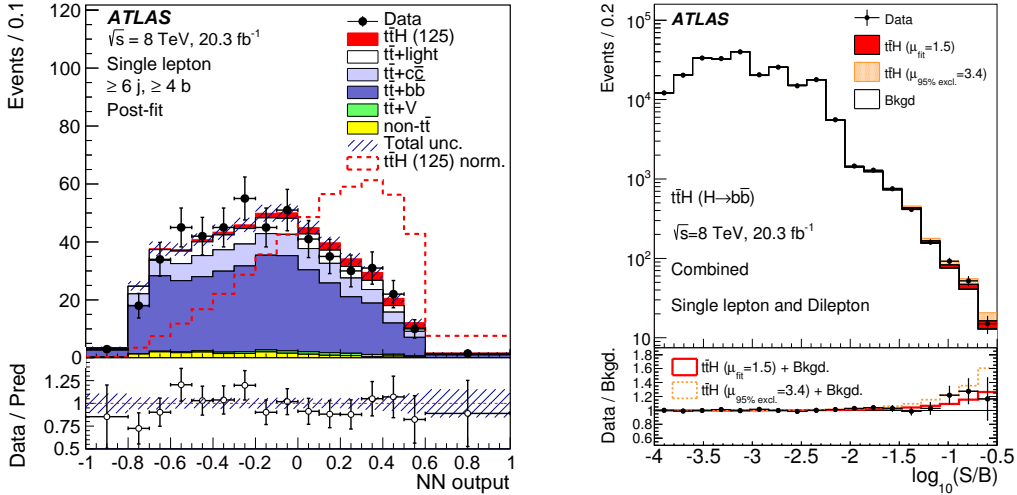 Events / 0.1
120
100
80
60
40
20
0
ATLAS
√s = 8 TeV, 20.3 fb⁻¹
Single lepton
≥ 6 j, ≥ 4 b
Post-fit
Data
tt̄H (125)
tt̄+light
tt̄+cc̄
tt̄+bb̄
tt̄+V
non-tt̄
Total unc.
tt̄H (125) norm.
Data / Pred
1.25
1
0.75
0.5
-1 -0.8 -0.6 -0.4 -0.2 0 0.2 0.4 0.6 0.8 1
NN output
Events / 0.2
10⁵
10⁴
10³
10²
10
ATLAS
Data
tt̄H (μfit=1.5)
tt̄H (μ95% excl.=3.4)
Bkgd
tt̄H (H→bb̄)
√s=8 TeV, 20.3 fb⁻¹
Combined
Single lepton and Dilepton
Data / Bkgd.
1.8
1.6
1.4
1.2
1.0
0.8
0.6
tt̄H (μfit=1.5) + Bkgd.
tt̄H (μ95% excl.=3.4) + Bkgd.
-4 -3.5 -3 -2.5 -2 -1.5 -1 -0.5
log₁₀(S/B)